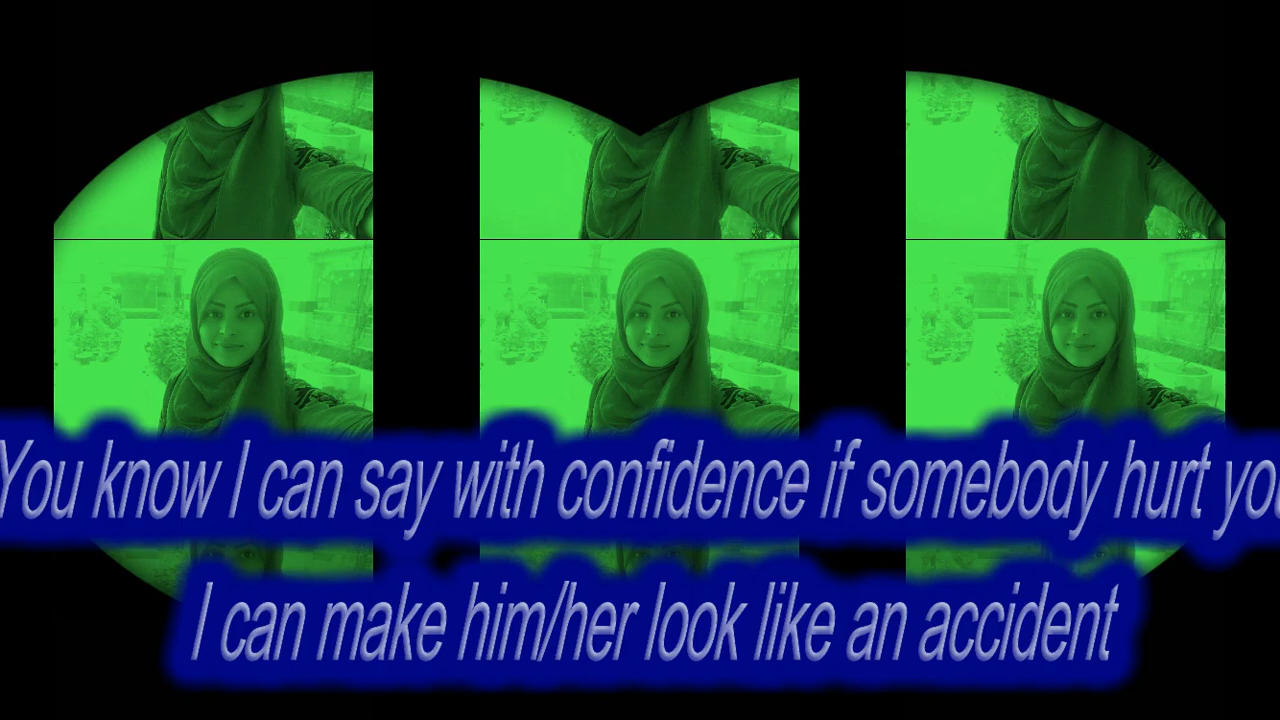 You know I can say with confidence if somebody hurt you
I can make him/her look like an accident